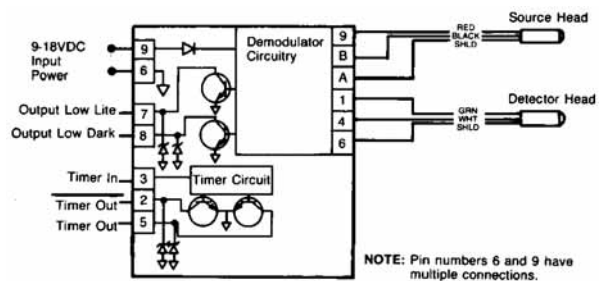 9-18VDC
Input
Power
9
6
Output Low Lite
7
Output Low Dark
8
Timer In
3
Timer Out
2
Timer Out
5
Demodulator
Circuitry
Timer Circuit
9
B
A
1
4
6
RED
BLACK
SHLD
Source Head
GRN
WHT
SHLD
Detector Head
NOTE: Pin numbers 6 and 9 have
multiple connections.